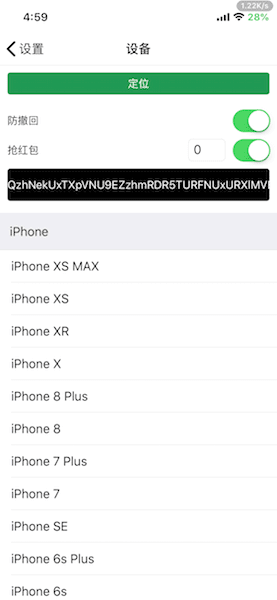 1.22K/s
4:59
28%
设置
设备
定位
防撤回
抢红包
0
QzhNekUxTXpVNU9EZzhmRDR5TURFNUxURXlMVI
iPhone
iPhone XS MAX
iPhone XS
iPhone XR
iPhone X
iPhone 8 Plus
iPhone 8
iPhone 7 Plus
iPhone 7
iPhone SE
iPhone 6s Plus
iPhone 6s